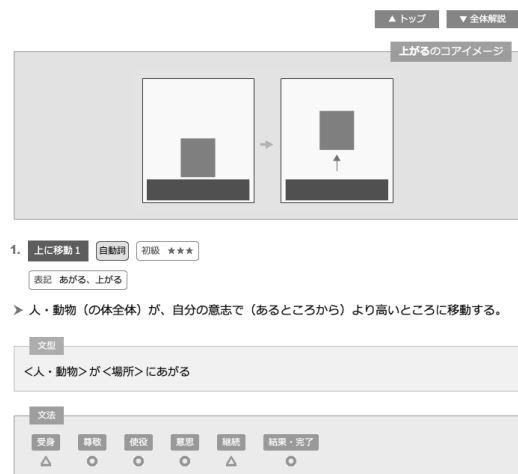 ▲ トップ ▼ 全体解説
上がるのコアイメージ
1. 上に移動1 自動詞 初級 ★★★
表記 あがる、上がる
➤ 人・動物（の体全体）が、自分の意志で（あるところから）より高いところに移動する。
文型
<人・動物>が<場所>にあがる
文法
受身 尊敬 使役 意思 継続 結果・完了
△ ○ ○ ○ △ ○